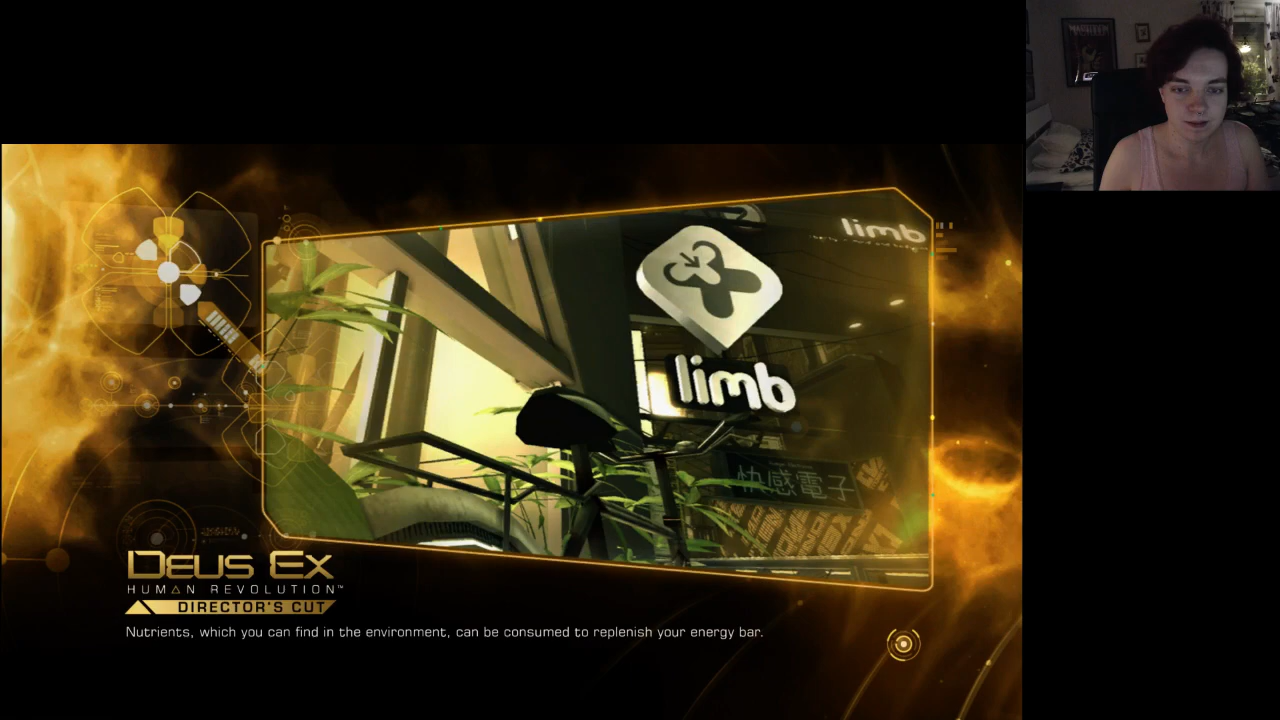 limb
limb
快感電子
DEUS EX
HUMAN REVOLUTION™
DIRECTOR'S CUT
Nutrients, which you can find in the environment, can be consumed to replenish your energy bar.